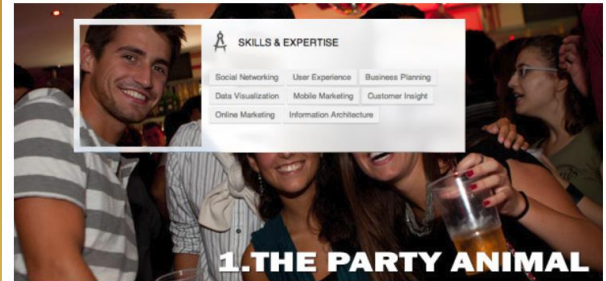 SKILLS & EXPERTISE
Social Networking User Experience Business Planning
Data Visualization Mobile Marketing Customer Insight
Online Marketing Information Architecture
1.THE PARTY ANIMAL